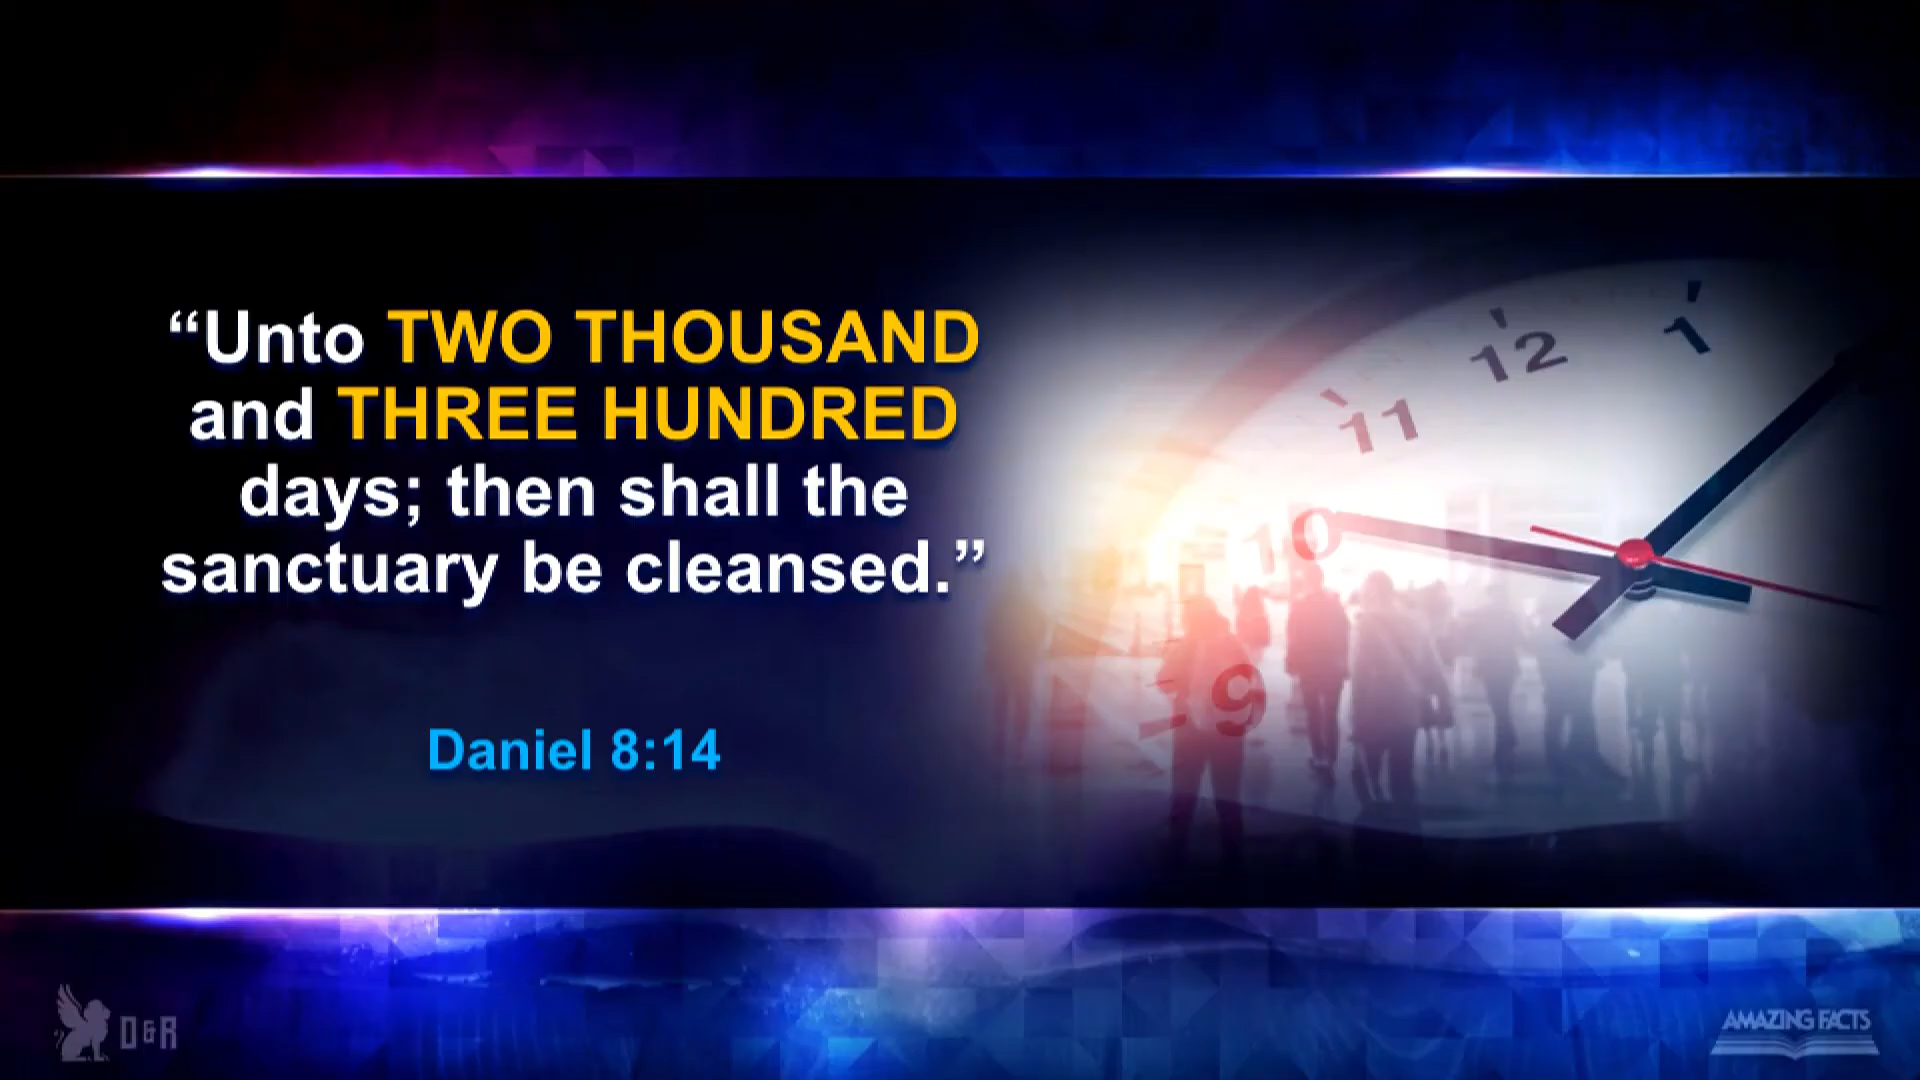 “Unto TWO THOUSAND
and THREE HUNDRED
days; then shall the
sanctuary be cleansed.”
Daniel 8:14
12
1
11
10
9
D&R
AMAZING FACTS